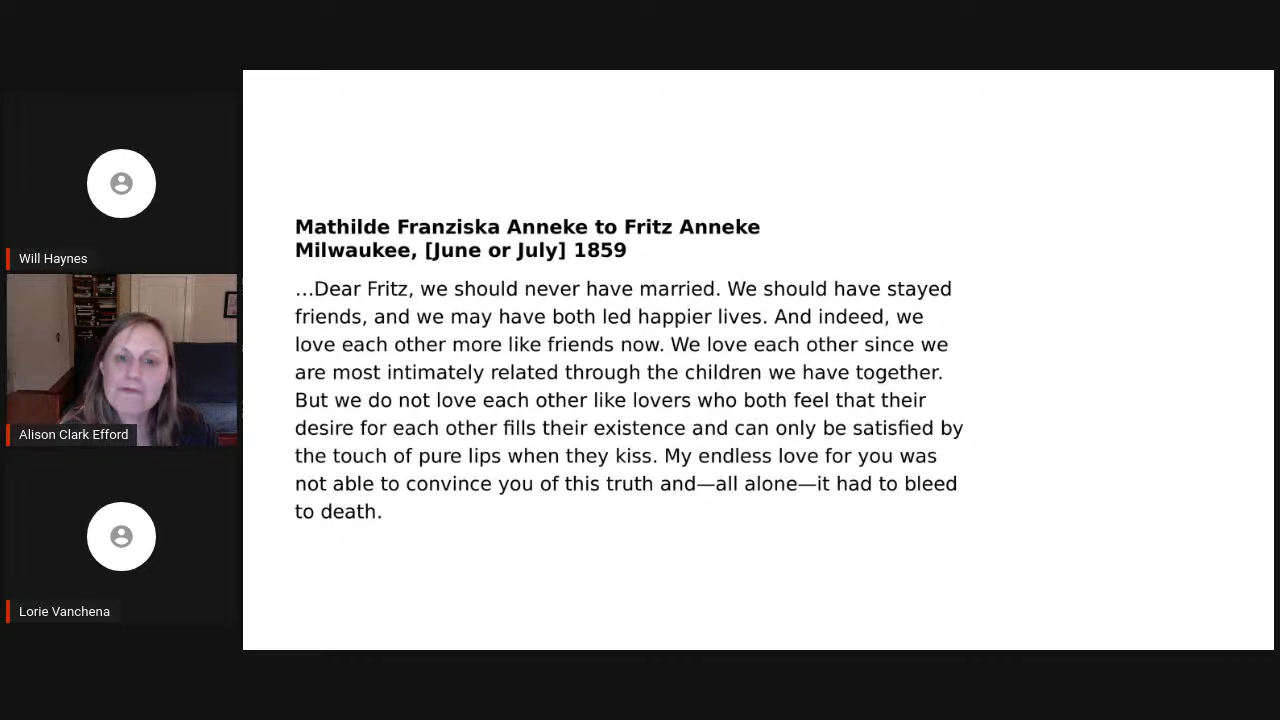 Will Haynes
Alison Clark Efford
Lorie Vanchena
Mathilde Franziska Anneke to Fritz Anneke
Milwaukee, [June or July] 1859
…Dear Fritz, we should never have married. We should have stayed
friends, and we may have both led happier lives. And indeed, we
love each other more like friends now. We love each other since we
are most intimately related through the children we have together.
But we do not love each other like lovers who both feel that their
desire for each other fills their existence and can only be satisfied by
the touch of pure lips when they kiss. My endless love for you was
not able to convince you of this truth and—all alone—it had to bleed
to death.